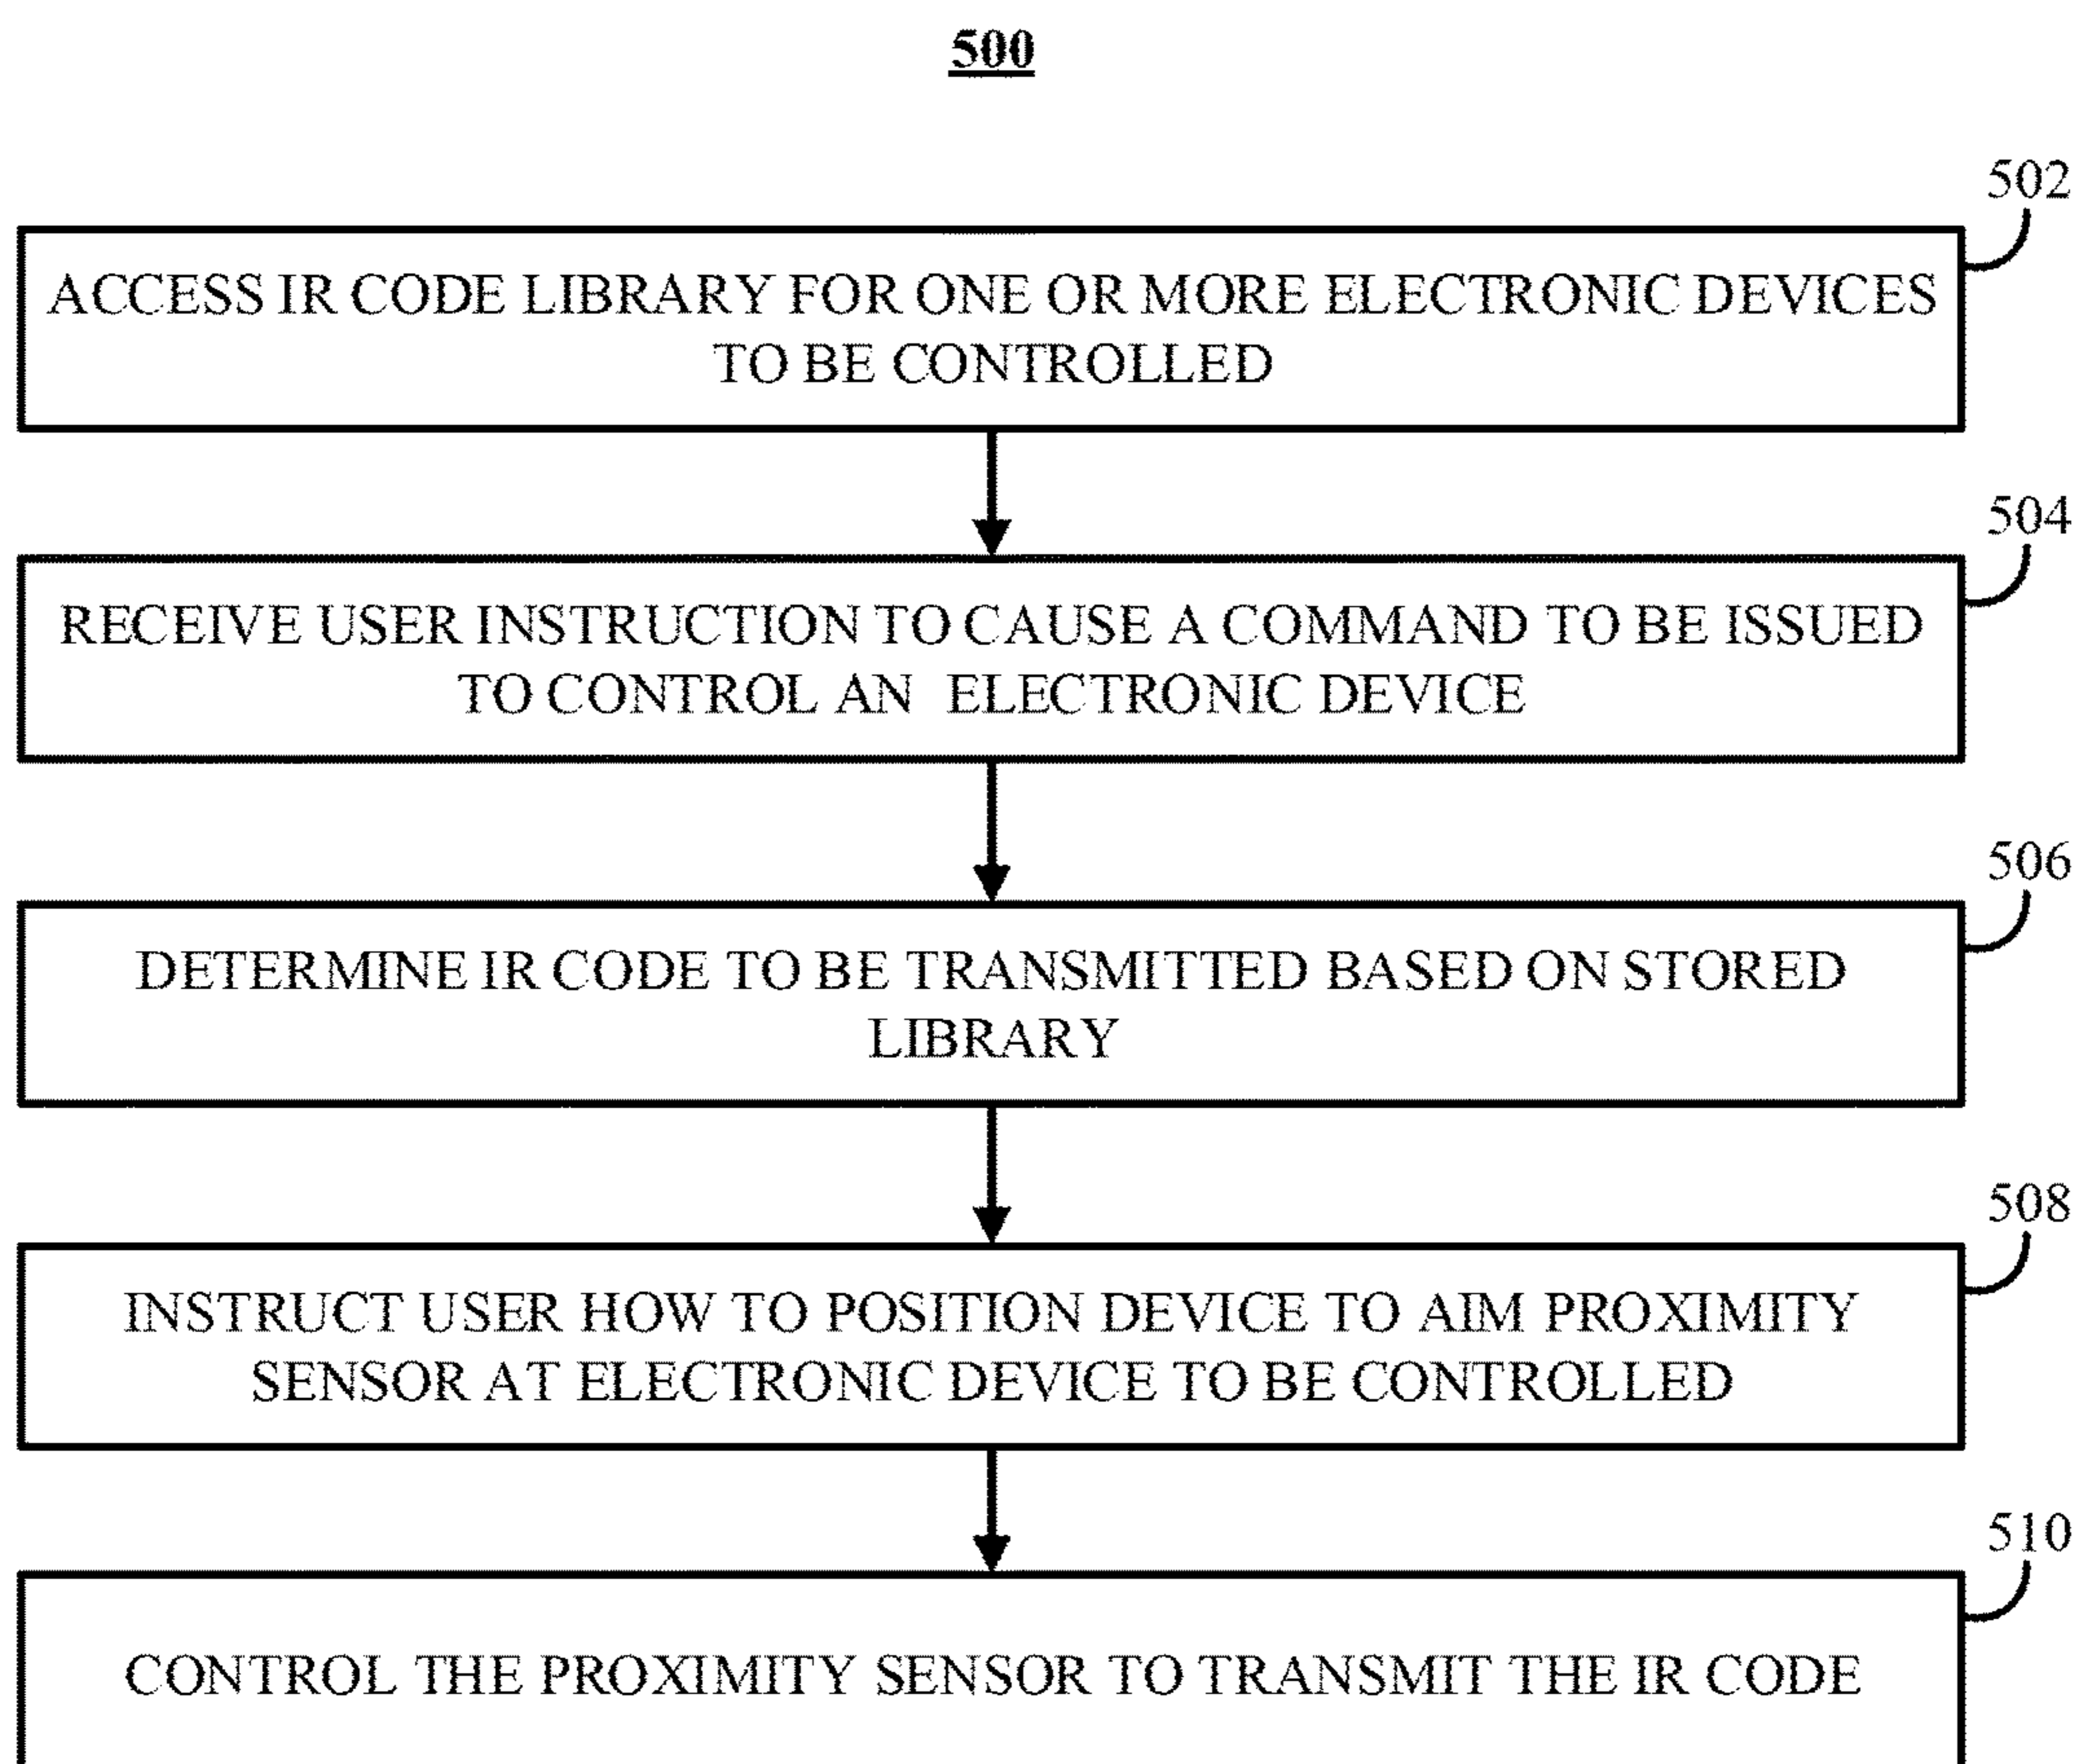 500
502
ACCESS IR CODE LIBRARY FOR ONE OR MORE ELECTRONIC DEVICES
TO BE CONTROLLED
504
RECEIVE USER INSTRUCTION TO CAUSE A COMMAND TO BE ISSUED
TO CONTROL AN ELECTRONIC DEVICE
506
DETERMINE IR CODE TO BE TRANSMITTED BASED ON STORED
LIBRARY
508
INSTRUCT USER HOW TO POSITION DEVICE TO AIM PROXIMITY
SENSOR AT ELECTRONIC DEVICE TO BE CONTROLLED
510
CONTROL THE PROXIMITY SENSOR TO TRANSMIT THE IR CODE